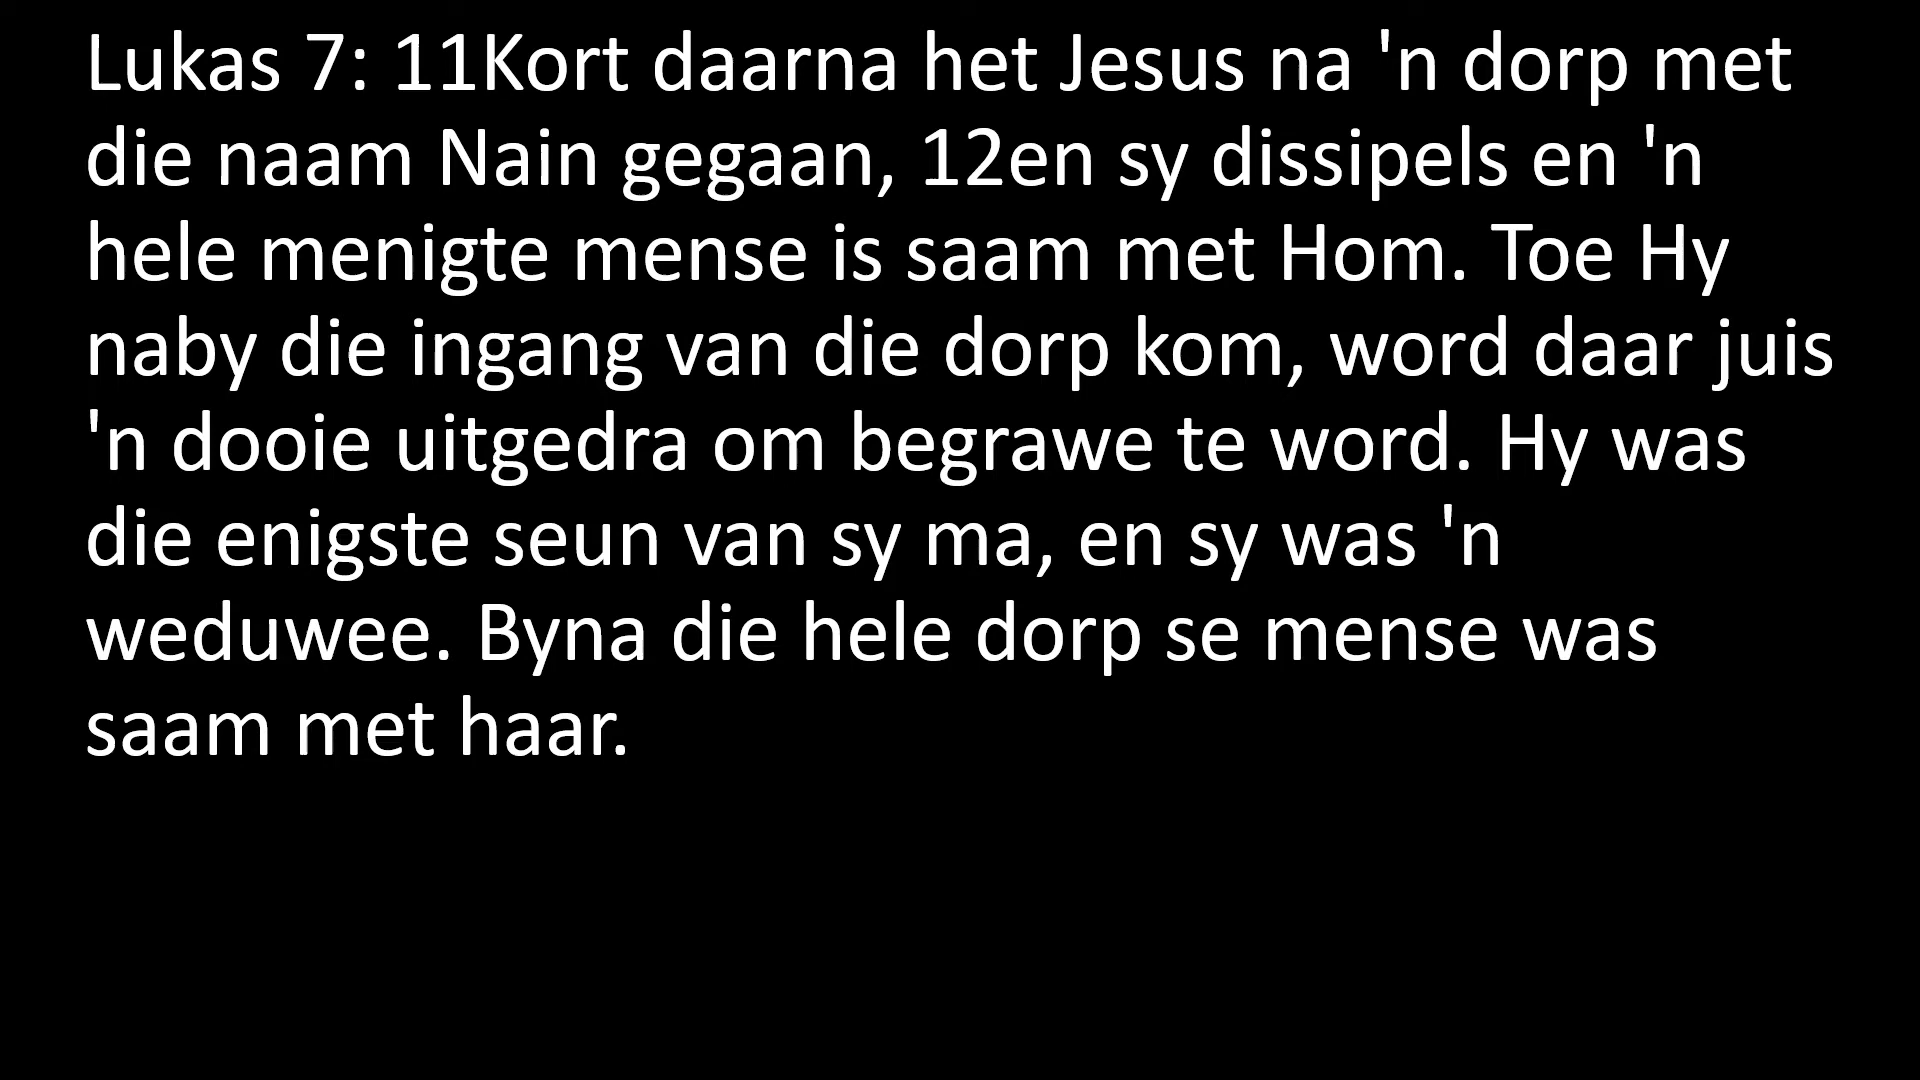 Lukas 7: 11Kort daarna het Jesus na 'n dorp met
die naam Nain gegaan, 12en sy dissipels en 'n
hele menigte mense is saam met Hom. Toe Hy
naby die ingang van die dorp kom, word daar juis
'n dooie uitgedra om begrawe te word. Hy was
die enigste seun van sy ma, en sy was 'n
weduwee. Byna die hele dorp se mense was
saam met haar.